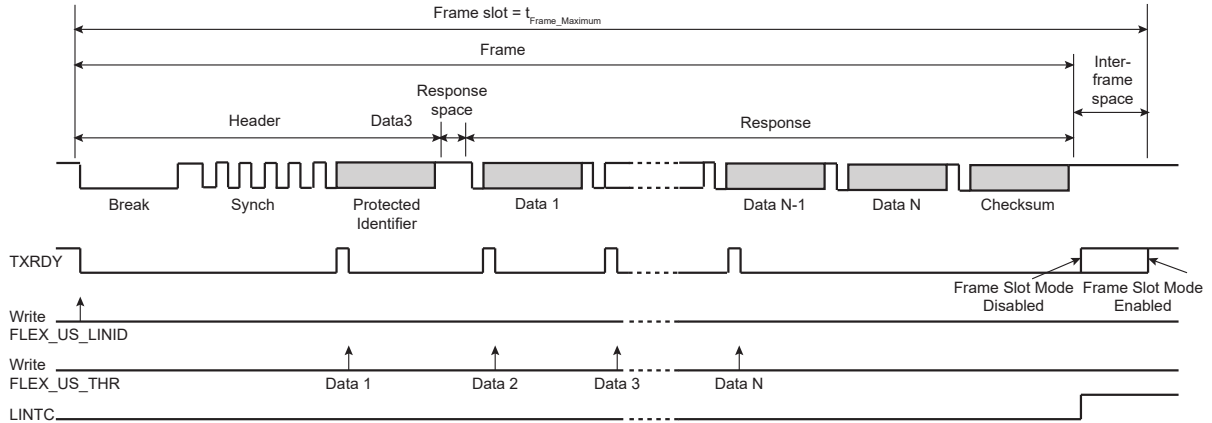 Frame slot = tFrame_Maximum
Frame
Inter-
frame
space
Response
space
Header
Data3
Response
Break
Synch
Protected
Identifier
Data 1
Data N-1
Data N
Checksum
TXRDY
Frame Slot Mode
Disabled
Frame Slot Mode
Enabled
Write
FLEX_US_LINID
Write
FLEX_US_THR
Data 1
Data 2
Data 3
Data N
LINTC